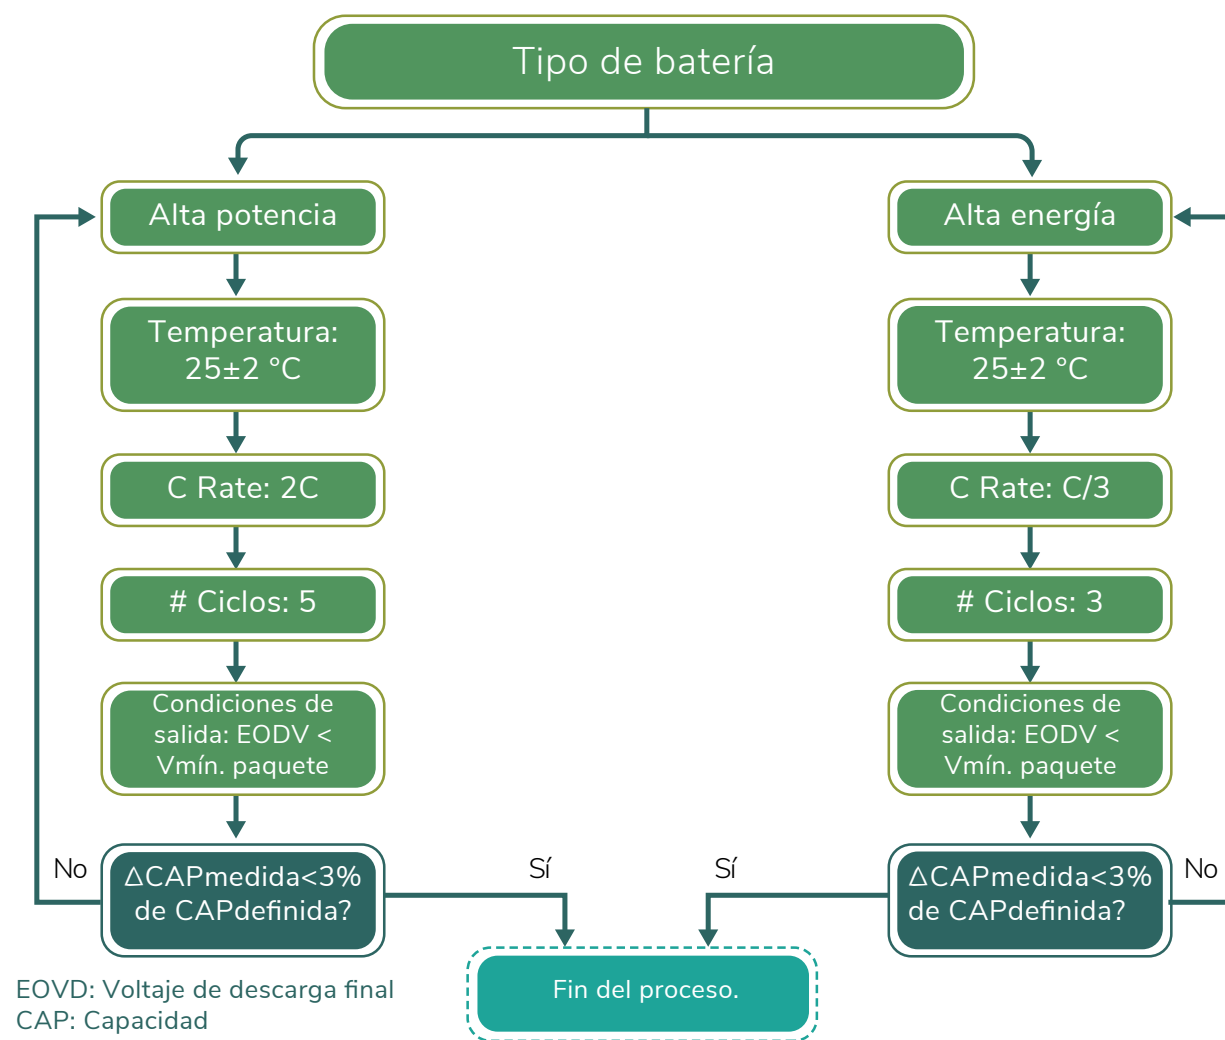 Tipo de batería
Alta potencia
Temperatura:
25±2 °C
C Rate: 2C
# Ciclos: 5
Condiciones de
salida: EODV <
Vmín. paquete
No
ΔCAPmedida<3%
de CAPdefinida?
Sí
Alta energía
Temperatura:
25±2 °C
C Rate: C/3
# Ciclos: 3
Condiciones de
salida: EODV <
Vmín. paquete
Sí
ΔCAPmedida<3%
de CAPdefinida?
No
Fin del proceso.
EOVD: Voltaje de descarga final
CAP: Capacidad